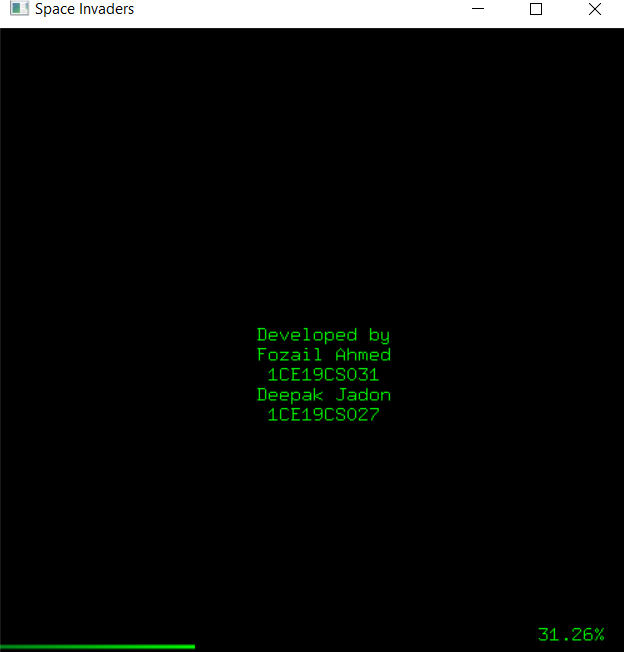 Space Invaders
Developed by
Fozail Ahmed
1CE19CS031
Deepak Jadon
1CE19CS027
31.26%